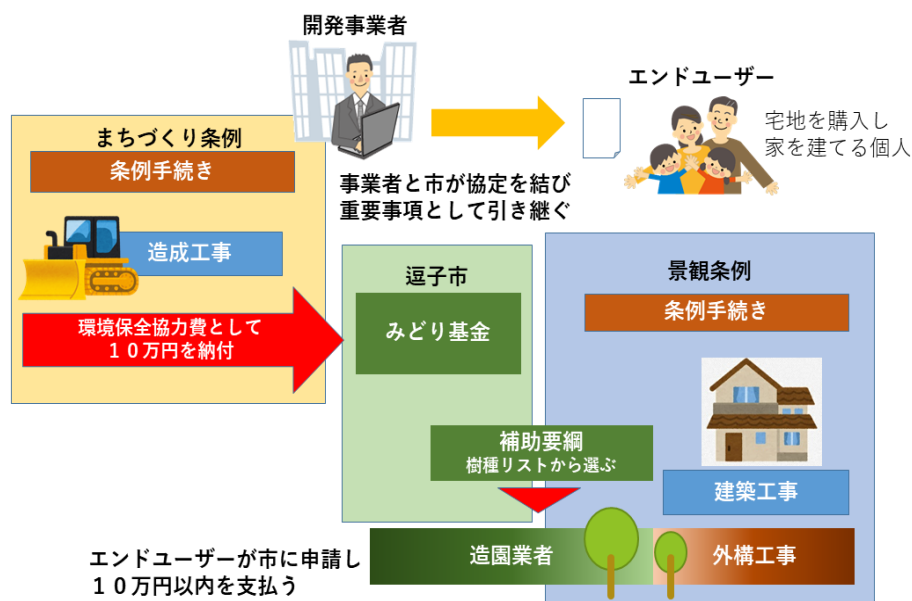 開発事業者
エンドユーザー
宅地を購入し
家を建てる個人
まちづくり条例
条例手続き
事業者と市が協定を結び
重要事項として引き継ぐ
造成工事
環境保全協力費として
１０万円を納付
逗子市
みどり基金
景観条例
条例手続き
補助要綱
樹種リストから選ぶ
建築工事
造園業者
外構工事
エンドユーザーが市に申請し
１０万円以内を支払う